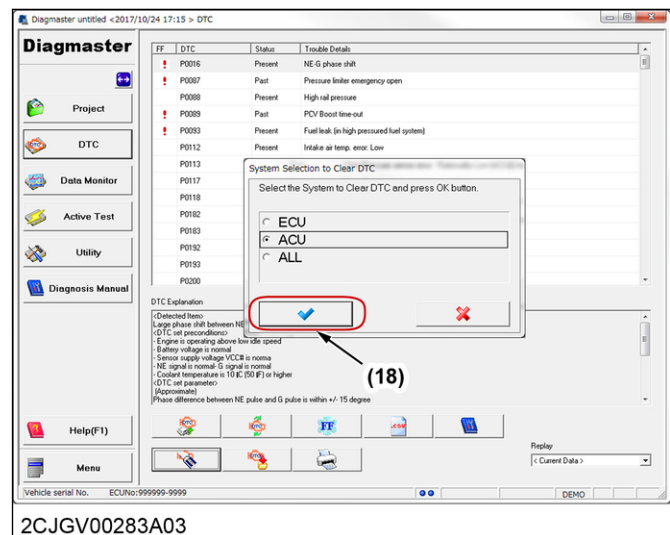 Diagmaster untitled <2017/10/24 17:15 > DTC
Diagmaster
Project
DTC
Data Monitor
Active Test
Utility
Diagnosis Manual
Help(F1)
Menu
FF DTC Status Trouble Details
! P0016 Present NE-G phase shift
! P0087 Past Pressure limiter emergency open
P0088 Present High rail pressure
! P0089 Past PCV Boost time-out
! P0093 Present Fuel leak (in high pressured fuel system)
P0112 Present Intake air temp. error: Low
P0113
P0117
P0118
P0182
P0183
P0192
P0193
P0200
System Selection to Clear DTC
Select the System to Clear DTC and press OK button.
ECU
ACU
ALL
(18)
DTC Explanation
<Detected Item>
Large phase shift between NE
<DTC set preconditions>
- Engine is operating above low idle speed
- Battery voltage is normal
- Sensor supply voltage VCC# is norma
- NE signal is normal- G signal is normal
- Coolant temperature is 10 (C (50 (F) or higher
<DTC set parameter>
(Approximate)
Phase difference between NE pulse and G pulse is within +/- 15 degree
DTC
DTC
FF
.csv
DTC
Replay
< Current Data >
Vehicle serial No. ECUNo:999999-9999 DEMO
2CJGV00283A03